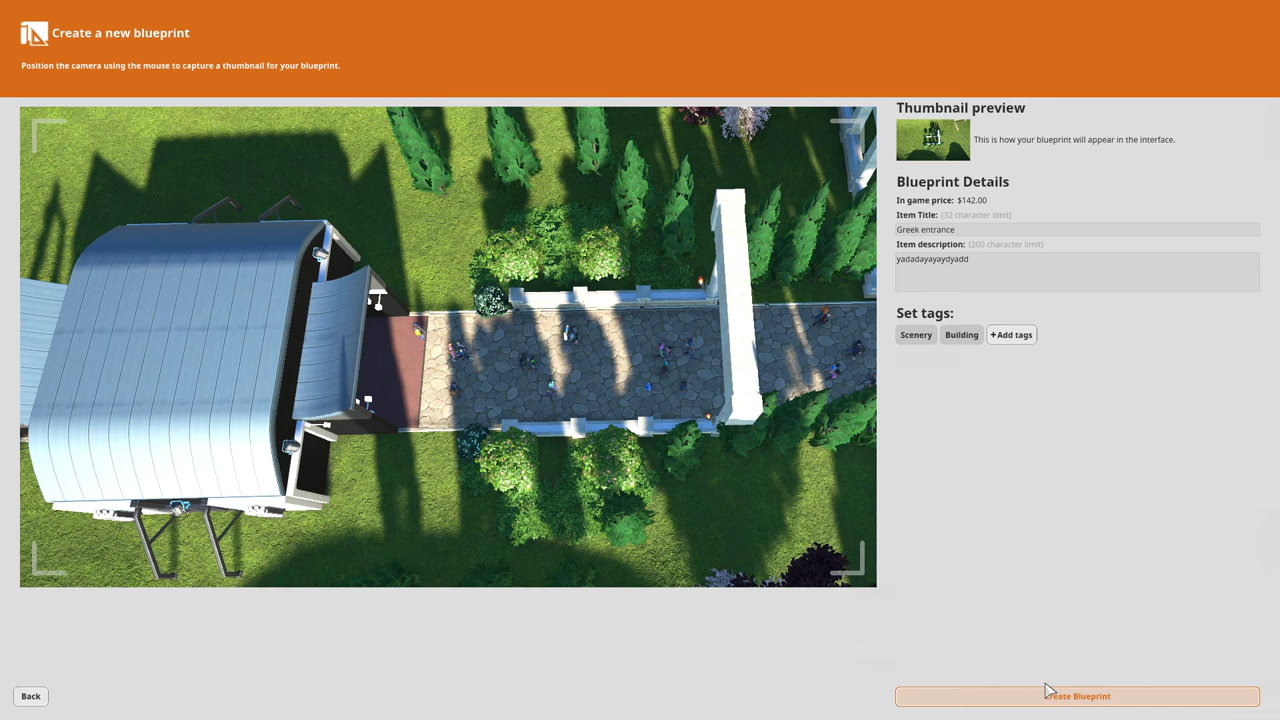 Create a new blueprint
Position the camera using the mouse to capture a thumbnail for your blueprint.
Thumbnail preview
This is how your blueprint will appear in the interface.
Blueprint Details
In game price: $142.00
Item Title: (32 character limit)
Greek entrance
Item description: (200 character limit)
yadadayayaydyadd
Set tags:
Scenery Building +Add tags
Back
Create Blueprint